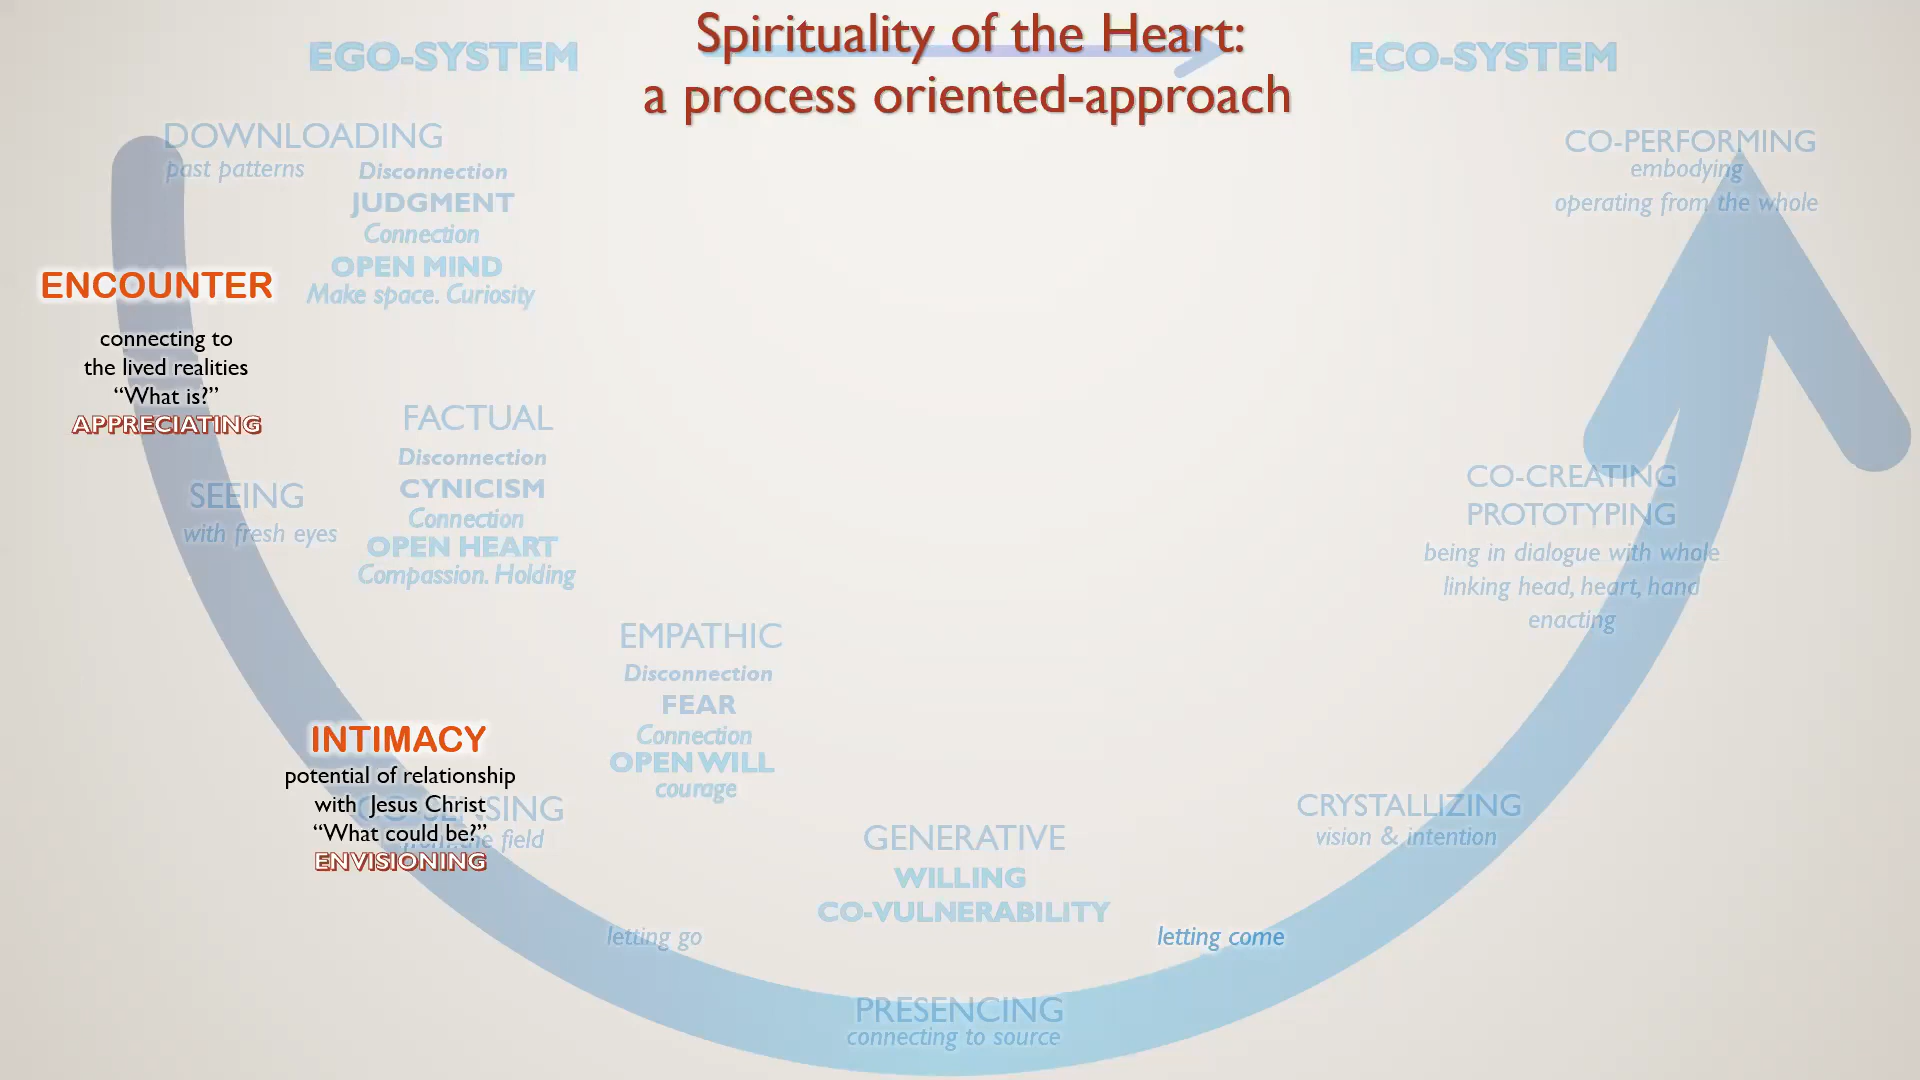 Spirituality of the Heart:
a process oriented-approach
EGO-SYSTEM
ECO-SYSTEM
DOWNLOADING
past patterns
Disconnection
JUDGMENT
Connection
OPEN MIND
Make space. Curiosity
ENCOUNTER
connecting to
the lived realities
“What is?”
APPRECIATING
SEEING
with fresh eyes
FACTUAL
Disconnection
CYNICISM
Connection
OPEN HEART
Compassion. Holding
EMPATHIC
Disconnection
FEAR
Connection
OPEN WILL
courage
INTIMACY
potential of relationship
with Jesus Christ
“What could be?”
ENVISIONING
CO-SENSING
from the field
letting go
GENERATIVE
WILLING
CO-VULNERABILITY
PRESENCING
connecting to source
letting come
CRYSTALLIZING
vision & intention
CO-CREATING
PROTOTYPING
being in dialogue with whole
linking head, heart, hand
enacting
CO-PERFORMING
embodying
operating from the whole